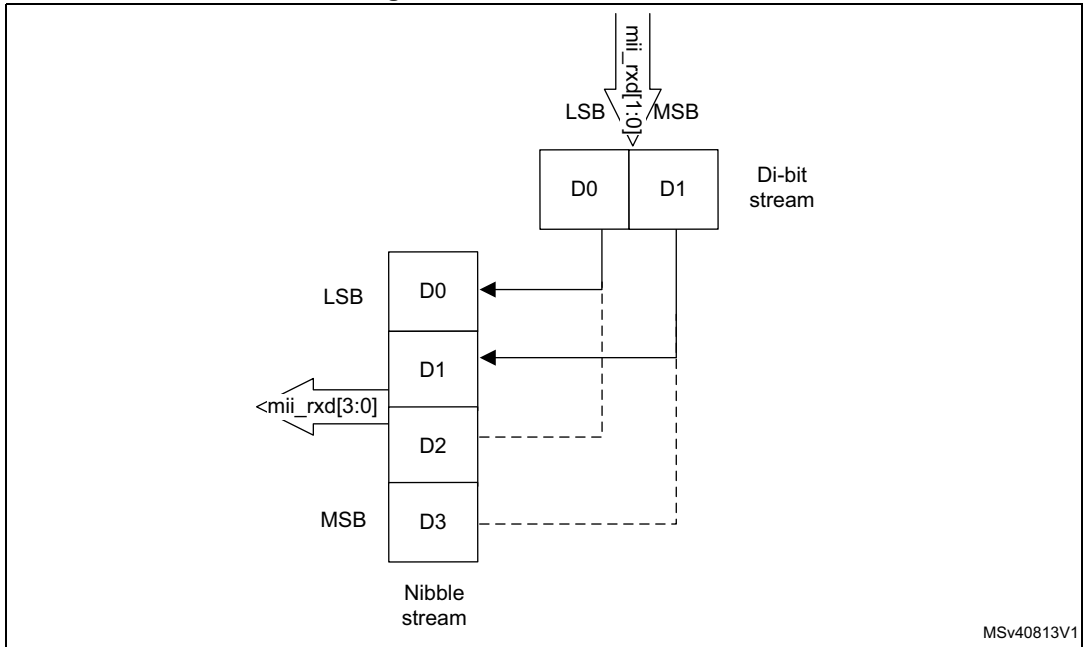 mii_rxd[1:0]
LSB
MSB
D0
D1
Di-bit
stream
LSB
D0
D1
<mii_rxd[3:0]
D2
MSB
D3
Nibble
stream
MSv40813V1